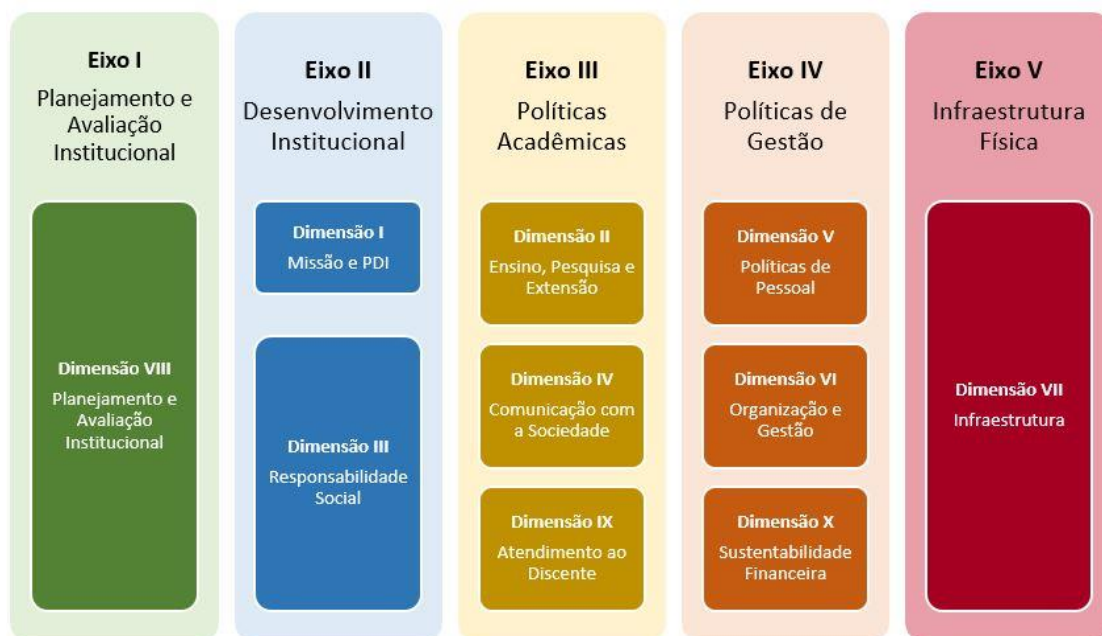 Eixo I
Planejamento e
Avaliação
Institucional
Dimensão VIII
Planejamento e
Avaliação
Institucional
Eixo II
Desenvolvimento
Institucional
Dimensão I
Missão e PDI
Dimensão III
Responsabilidade
Social
Eixo III
Políticas
Acadêmicas
Dimensão II
Ensino, Pesquisa e
Extensão
Dimensão IV
Comunicação com
a Sociedade
Dimensão IX
Atendimento ao
Discente
Eixo IV
Políticas de
Gestão
Dimensão V
Políticas de
Pessoal
Dimensão VI
Organização e
Gestão
Dimensão X
Sustentabilidade
Financeira
Eixo V
Infraestrutura
Física
Dimensão VII
Infraestrutura